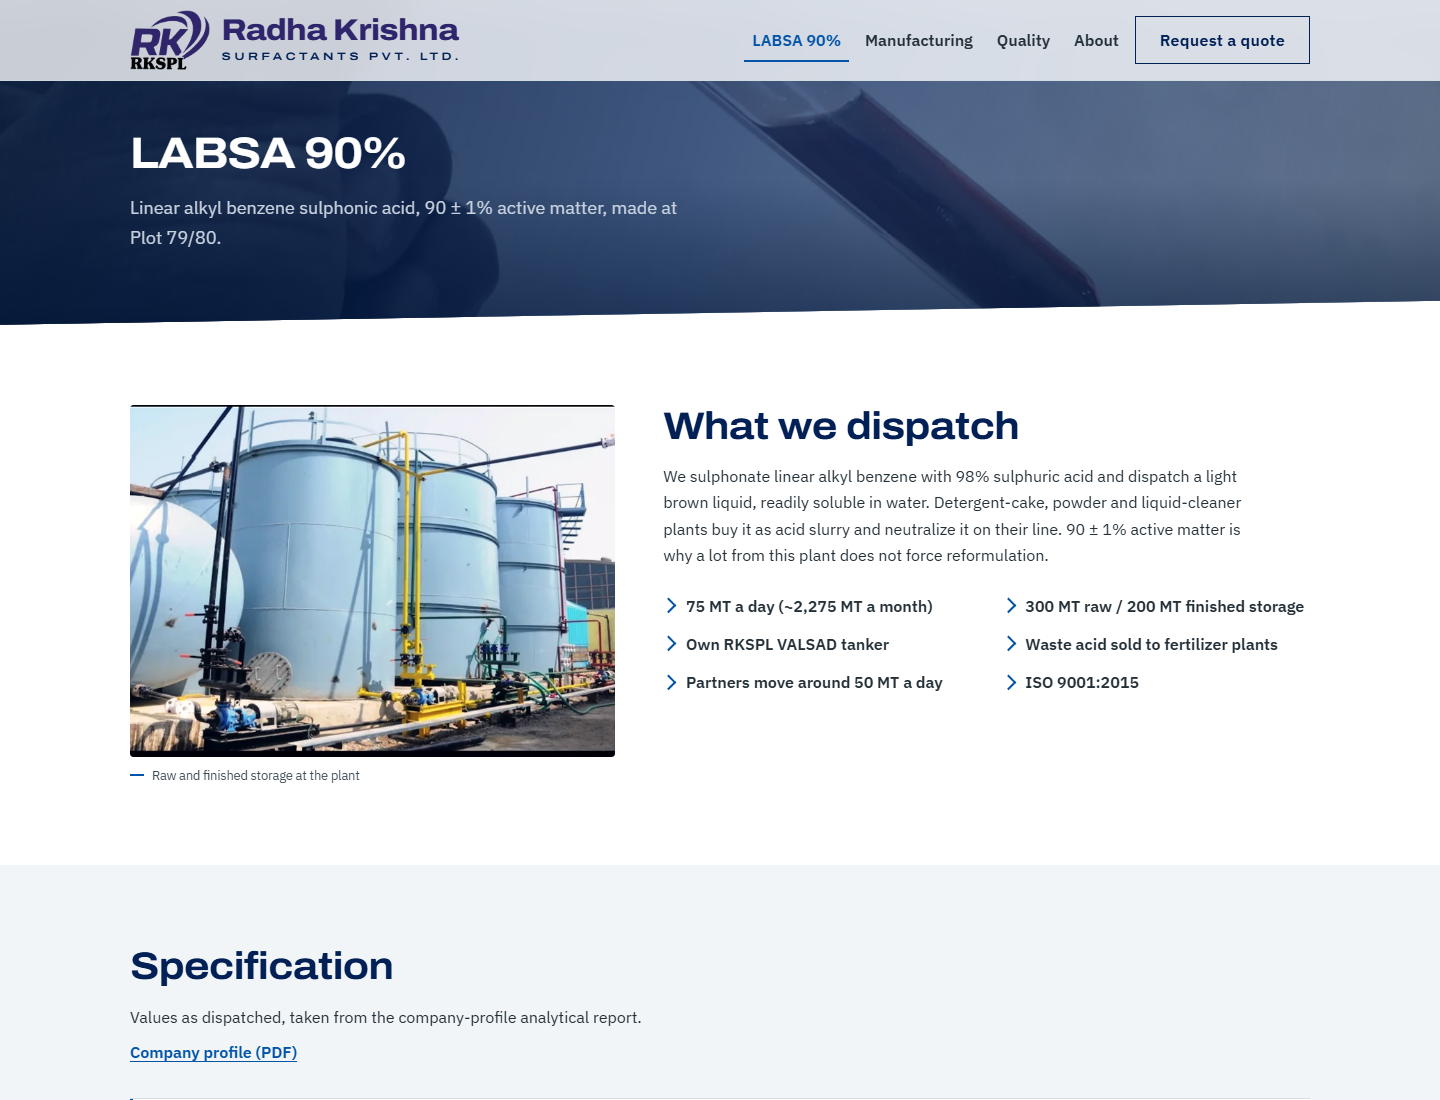 RK
RKSPL
Radha Krishna
SURFACTANTS PVT. LTD.
LABSA 90%
Manufacturing
Quality
About
Request a quote
LABSA 90%
Linear alkyl benzene sulphonic acid, 90 ± 1% active matter, made at
Plot 79/80.
What we dispatch
We sulphonate linear alkyl benzene with 98% sulphuric acid and dispatch a light
brown liquid, readily soluble in water. Detergent-cake, powder and liquid-cleaner
plants buy it as acid slurry and neutralize it on their line. 90 ± 1% active matter is
why a lot from this plant does not force reformulation.
75 MT a day (~2,275 MT a month)
300 MT raw / 200 MT finished storage
Own RKSPL VALSAD tanker
Waste acid sold to fertilizer plants
Partners move around 50 MT a day
ISO 9001:2015
Raw and finished storage at the plant
Specification
Values as dispatched, taken from the company-profile analytical report.
Company profile (PDF)